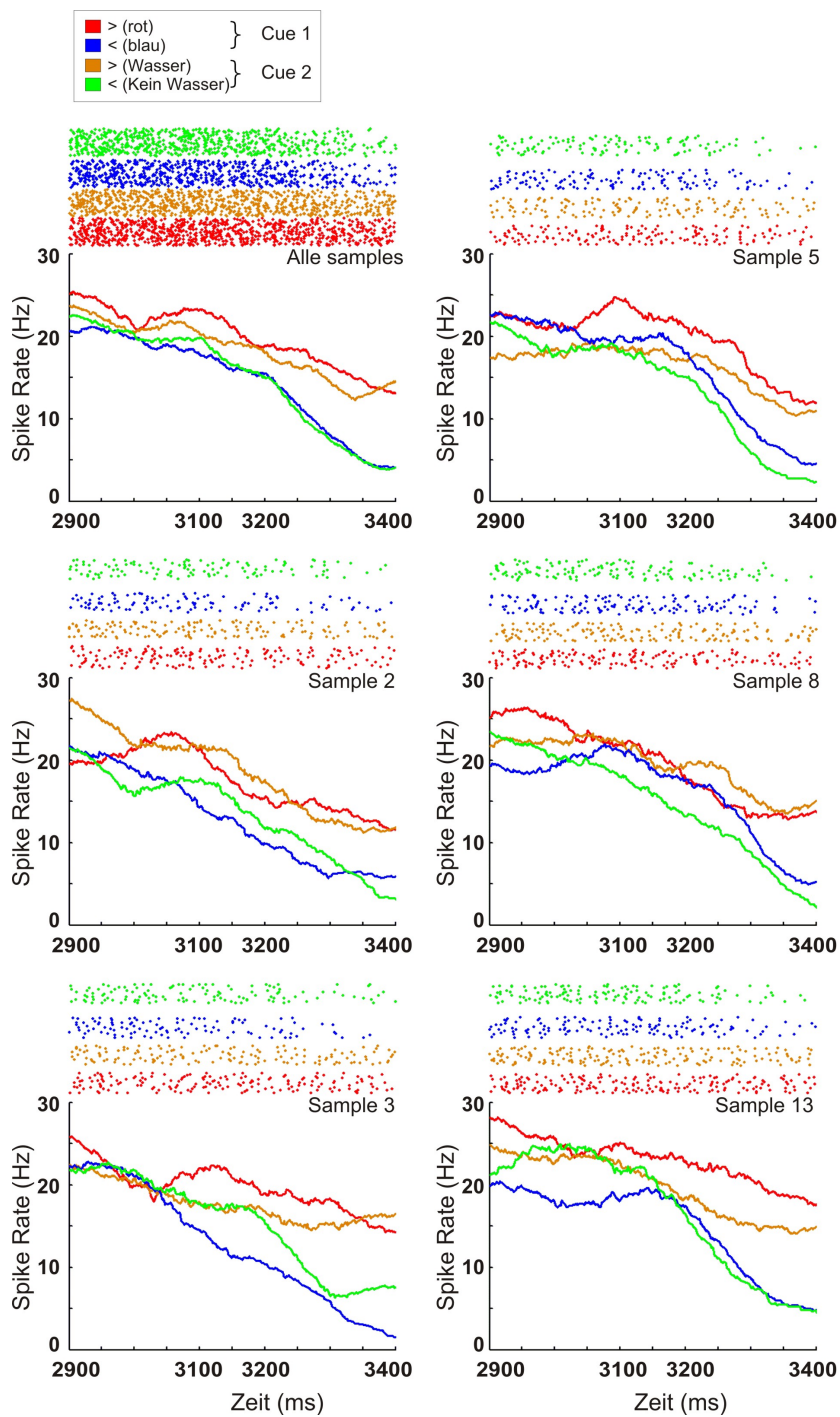 > (rot)
< (blau)
} Cue 1
> (Wasser)
< (Kein Wasser)
} Cue 2
Alle samples
Spike Rate (Hz)
30
20
10
0
2900 3100 3200 3400
Sample 5
Spike Rate (Hz)
30
20
10
0
2900 3100 3200 3400
Sample 2
Spike Rate (Hz)
30
20
10
0
2900 3100 3200 3400
Sample 8
Spike Rate (Hz)
30
20
10
0
2900 3100 3200 3400
Sample 3
Spike Rate (Hz)
30
20
10
0
2900 3100 3200 3400
Zeit (ms)
Sample 13
Spike Rate (Hz)
30
20
10
0
2900 3100 3200 3400
Zeit (ms)